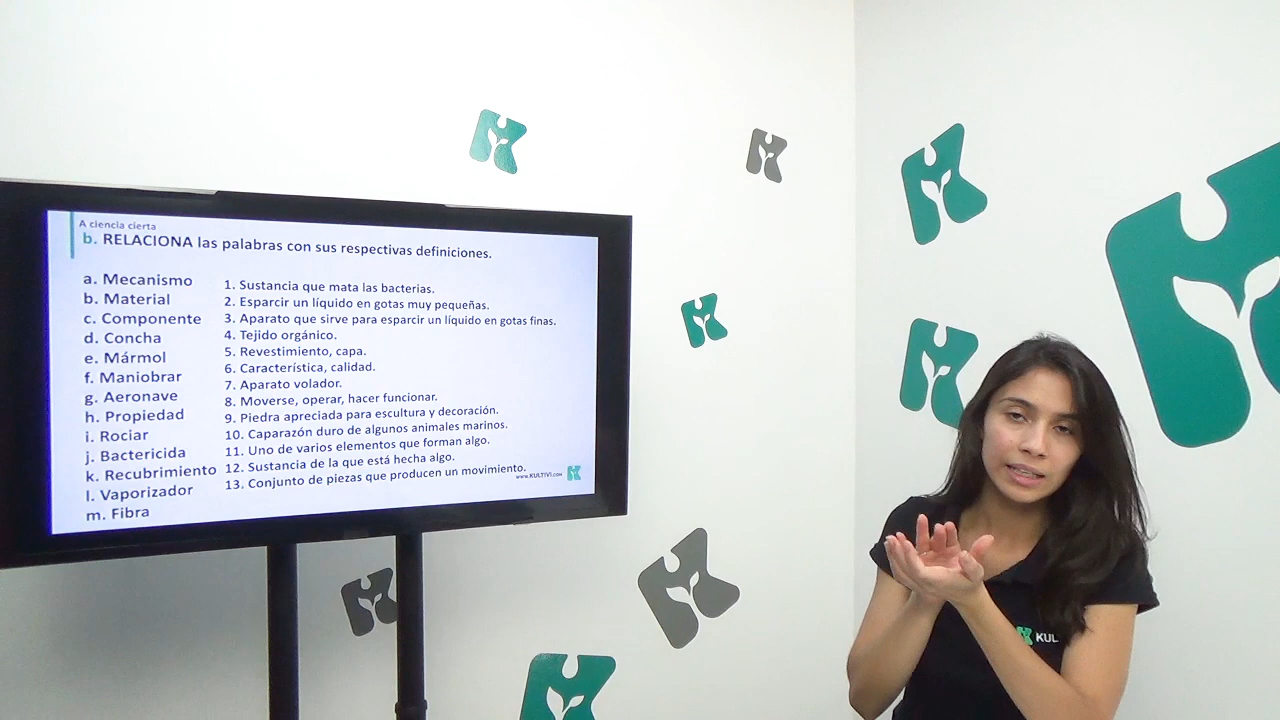 A ciencia cierta
b. RELACIONA las palabras con sus respectivas definiciones.
a. Mecanismo
b. Material
c. Componente
d. Concha
e. Mármol
f. Maniobrar
g. Aeronave
h. Propiedad
i. Rociar
j. Bactericida
k. Recubrimiento
l. Vaporizador
m. Fibra
1. Sustancia que mata las bacterias.
2. Esparcir un líquido en gotas muy pequeñas.
3. Aparato que sirve para esparcir un líquido en gotas finas.
4. Tejido orgánico.
5. Revestimiento, capa.
6. Característica, calidad.
7. Aparato volador.
8. Moverse, operar, hacer funcionar.
9. Piedra apreciada para escultura y decoración.
10. Caparazón duro de algunos animales marinos.
11. Uno de varios elementos que forman algo.
12. Sustancia de la que está hecha algo.
13. Conjunto de piezas que producen un movimiento.
www.KULTIVI.com
KUL